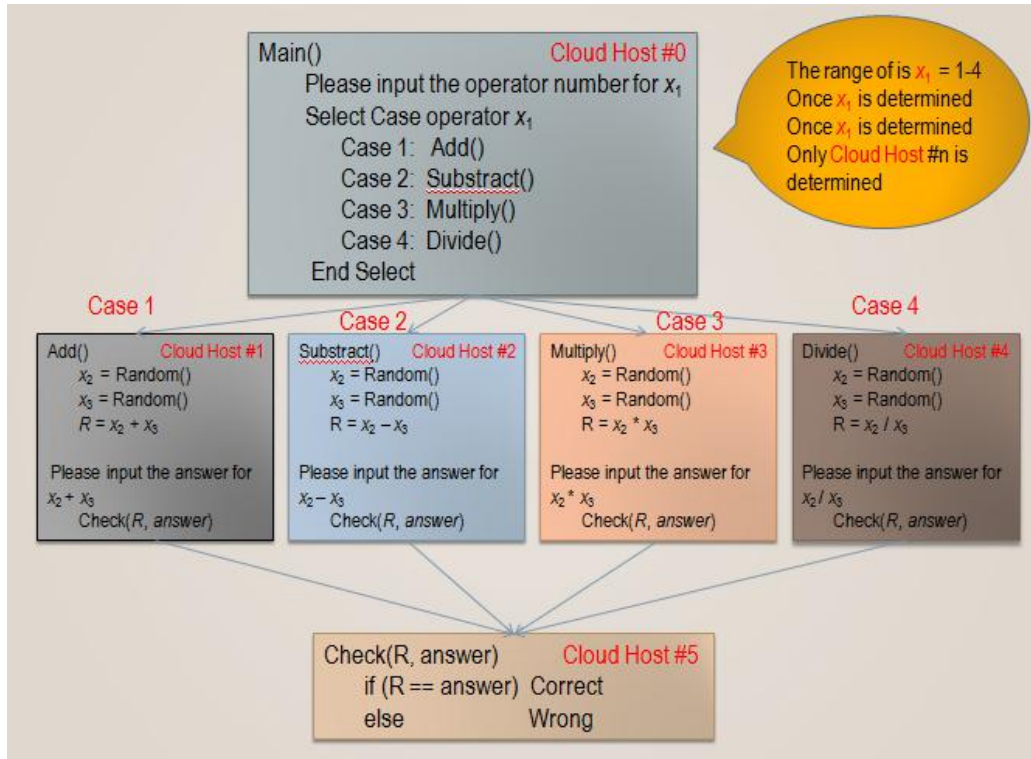 Main() Cloud Host #0
Please input the operator number for x₁
Select Case operator x₁
Case 1: Add()
Case 2: Substract()
Case 3: Multiply()
Case 4: Divide()
End Select
The range of is x₁ = 1-4
Once x₁ is determined
Once x₁ is determined
Only Cloud Host #n is
determined
Case 1
Add() Cloud Host #1
x₂ = Random()
x₃ = Random()
R = x₂ + x₃
Please input the answer for
x₂ + x₃
Check(R, answer)
Case 2
Substract() Cloud Host #2
x₂ = Random()
x₃ = Random()
R = x₂ – x₃
Please input the answer for
x₂ – x₃
Check(R, answer)
Case 3
Multiply() Cloud Host #3
x₂ = Random()
x₃ = Random()
R = x₂ * x₃
Please input the answer for
x₂ * x₃
Check(R, answer)
Case 4
Divide() Cloud Host #4
x₂ = Random()
x₃ = Random()
R = x₂ / x₃
Please input the answer for
x₂ / x₃
Check(R, answer)
Check(R, answer) Cloud Host #5
if (R == answer) Correct
else Wrong